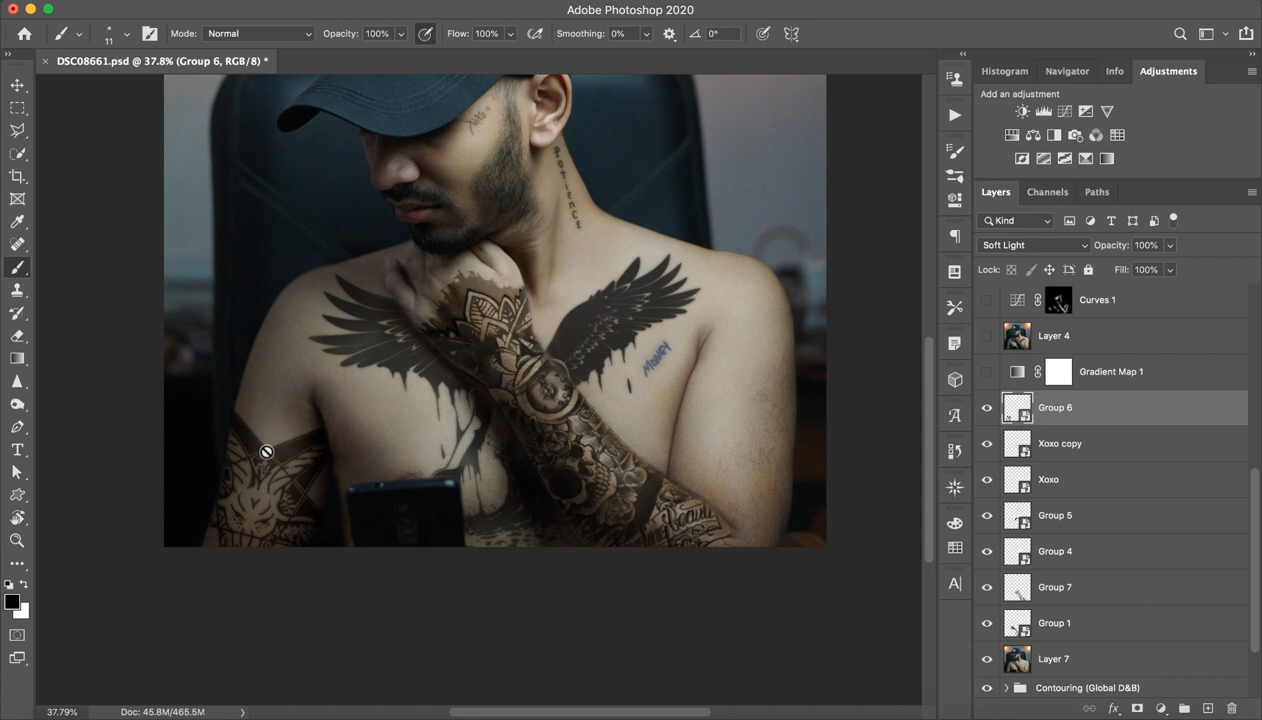 Adobe Photoshop 2020
11
Mode: Normal
Opacity: 100%
Flow: 100%
Smoothing: 0%
0°
DSC08661.psd @ 37.8% (Group 6, RGB/8) *
Histogram
Navigator
Info
Adjustments
Add an adjustment
Layers
Channels
Paths
Kind
Soft Light
Opacity: 100%
Lock:
Fill: 100%
Curves 1
Layer 4
Gradient Map 1
Group 6
Xoxo copy
Xoxo
Group 5
Group 4
Group 7
Group 1
Layer 7
Contouring (Global D&B)
Patience
MONEY
37.79%
Doc: 45.8M/465.5M